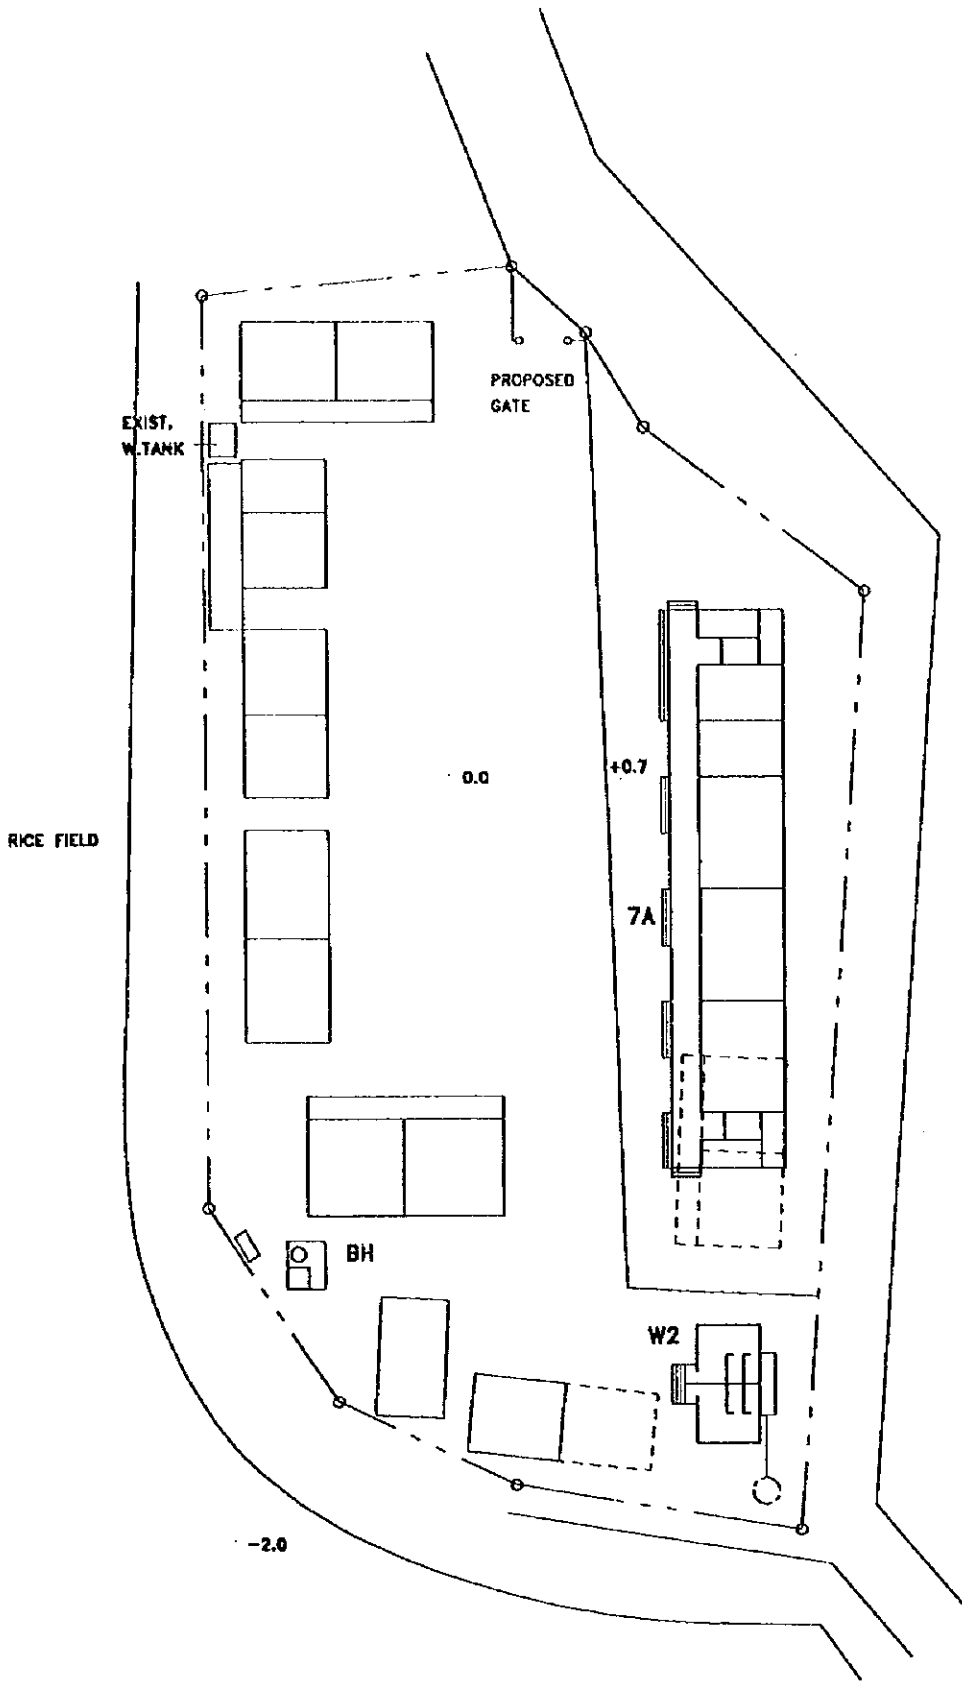 PROPOSED
GATE
EXIST.
W.TANK
0.0
+0.7
RICE FIELD
7A
BH
W2
-2.0